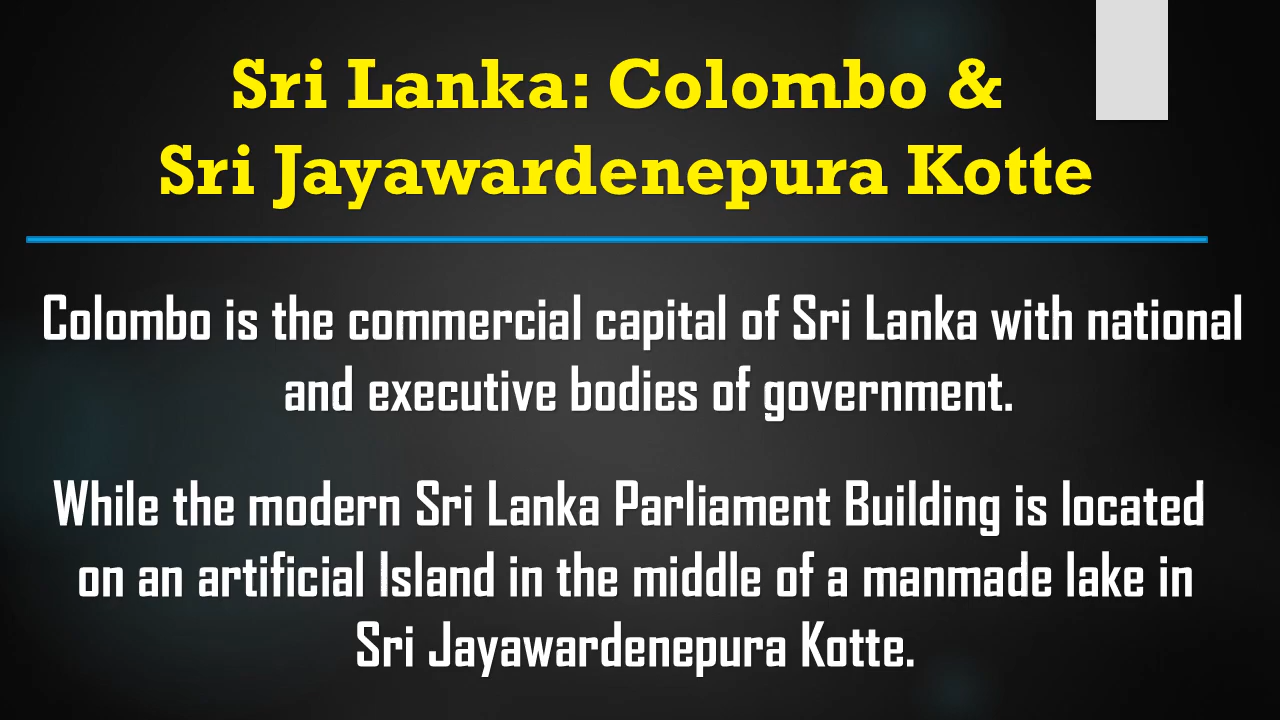 Sri Lanka: Colombo &
Sri Jayawardenepura Kotte
Colombo is the commercial capital of Sri Lanka with national
and executive bodies of government.
While the modern Sri Lanka Parliament Building is located
on an artificial Island in the middle of a manmade lake in
Sri Jayawardenepura Kotte.